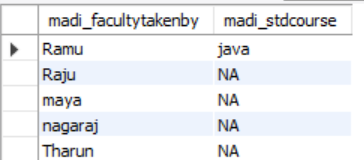 madi_facultytakenby madi_stdcourse
Ramu java
Raju NA
maya NA
nagaraj NA
Tharun NA